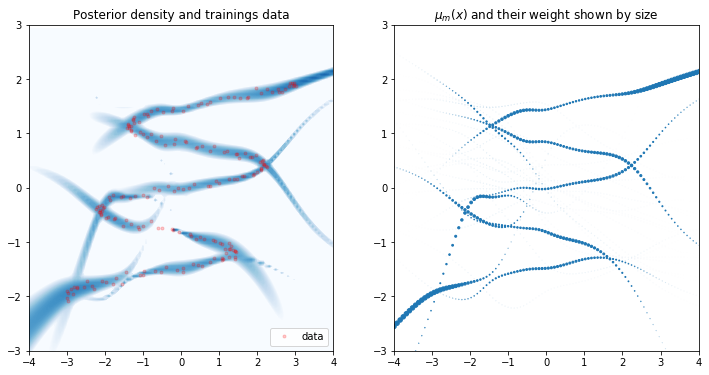 Posterior density and trainings data
μ_m(x) and their weight shown by size
3
2
1
0
−1
−2
−3
−4 −3 −2 −1 0 1 2 3 4
data
3
2
1
0
−1
−2
−3
−4 −3 −2 −1 0 1 2 3 4